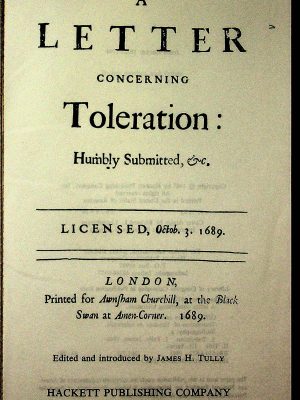 A
LETTER
CONCERNING
Toleration:
Humbly Submitted, &c.
LICENSED, Octob. 3. 1689.
LONDON,
Printed for Awnsham Churchill, at the Black
Swan at Amen-Corner. 1689.
Edited and introduced by JAMES H. TULLY
HACKETT PUBLISHING COMPANY